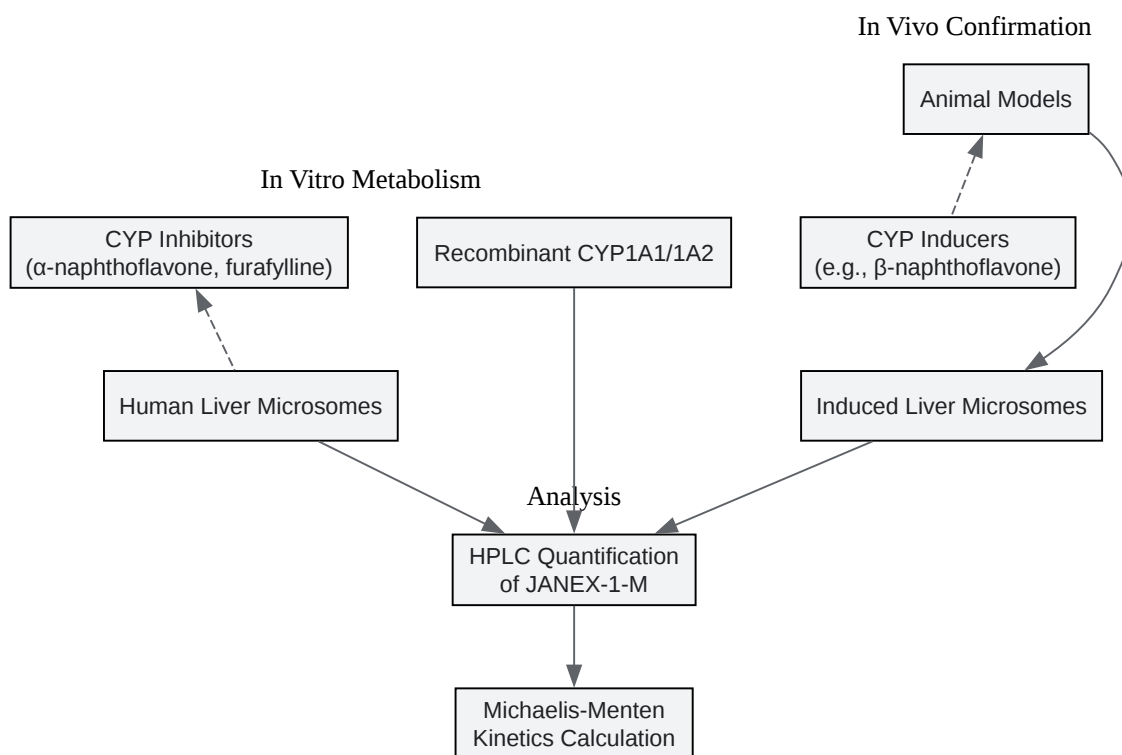 In Vivo Confirmation
Animal Models
In Vitro Metabolism
CYP Inhibitors
(α-naphthoflavone, furafylline)
Recombinant CYP1A1/1A2
CYP Inducers
(e.g., β-naphthoflavone)
Human Liver Microsomes
Induced Liver Microsomes
Analysis
HPLC Quantification
of JANEX-1-M
Michaelis-Menten
Kinetics Calculation